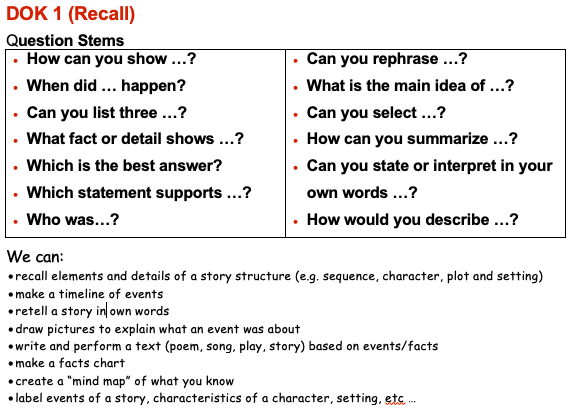 DOK 1 (Recall)
Question Stems
• How can you show …?
• When did … happen?
• Can you list three …?
• What fact or detail shows …?
• Which is the best answer?
• Which statement supports …?
• Who was…?
• Can you rephrase …?
• What is the main idea of …?
• Can you select …?
• How can you summarize …?
• Can you state or interpret in your
own words …?
• How would you describe …?
We can:
•recall elements and details of a story structure (e.g. sequence, character, plot and setting)
•make a timeline of events
•retell a story in own words
•draw pictures to explain what an event was about
•write and perform a text (poem, song, play, story) based on events/facts
•make a facts chart
•create a “mind map” of what you know
•label events of a story, characteristics of a character, setting, etc …